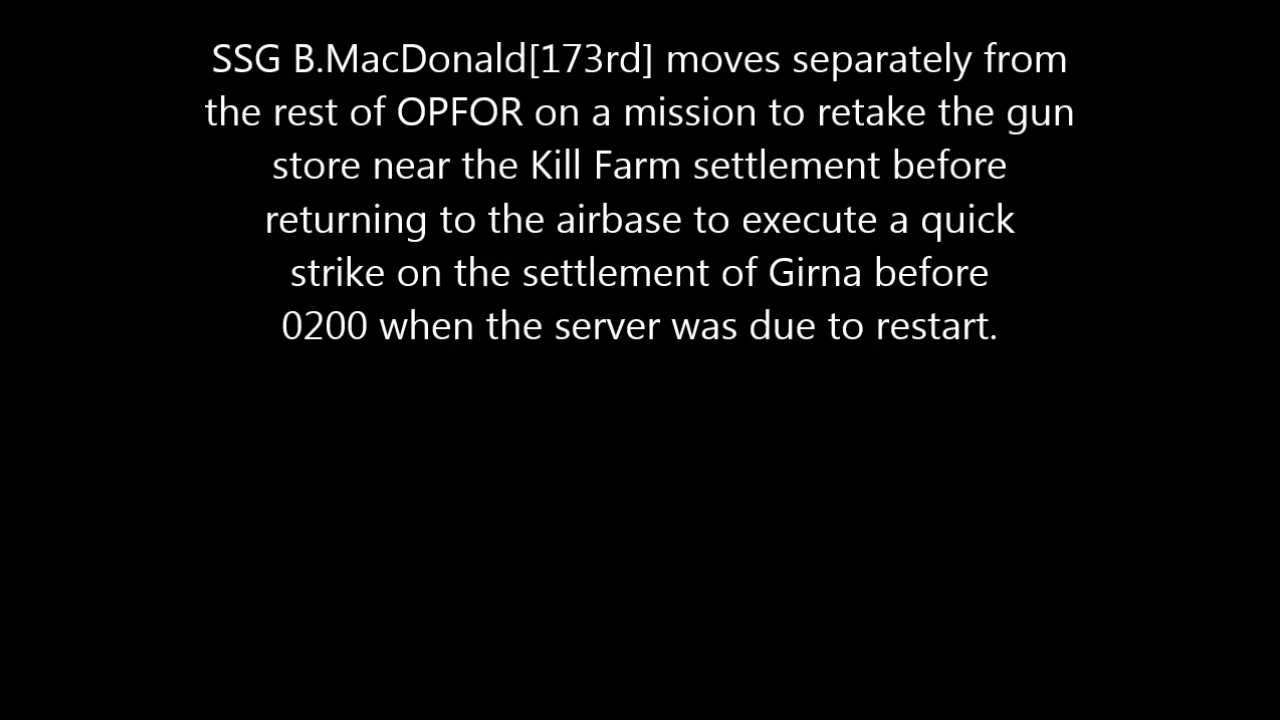 SSG B.MacDonald[173rd] moves separately from
the rest of OPFOR on a mission to retake the gun
store near the Kill Farm settlement before
returning to the airbase to execute a quick
strike on the settlement of Girna before
0200 when the server was due to restart.